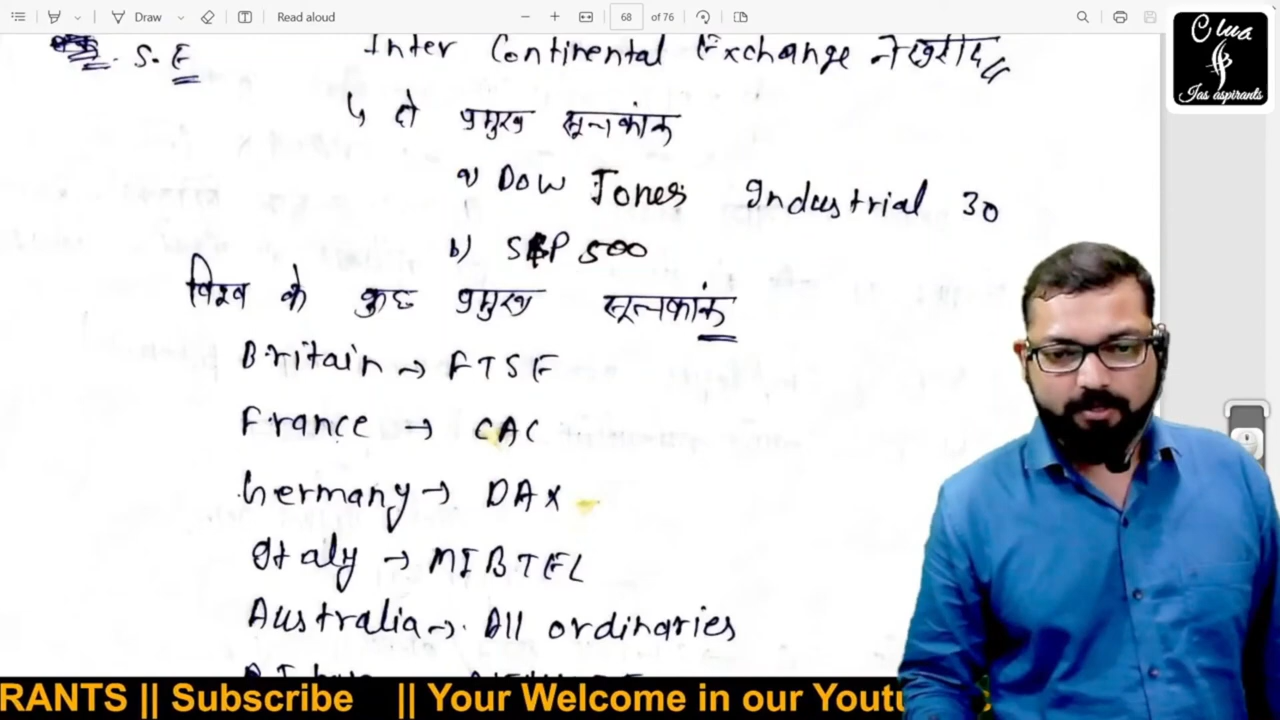 Draw
Read aloud
68 of 76
Clua
Ias aspirants
S. E Inter Continental Exchange ने खरीदा
↳ दो प्रमुख सूचकांक
a) Dow Jones Industrial 30
b) S&P 500
विश्व के कुछ प्रमुख सूचकांक
Britain → FTSE
France → CAC
Germany → DAX
Italy → MIBTEL
Australia → All ordinaries
RANTS || Subscribe || Your Welcome in our Youtu